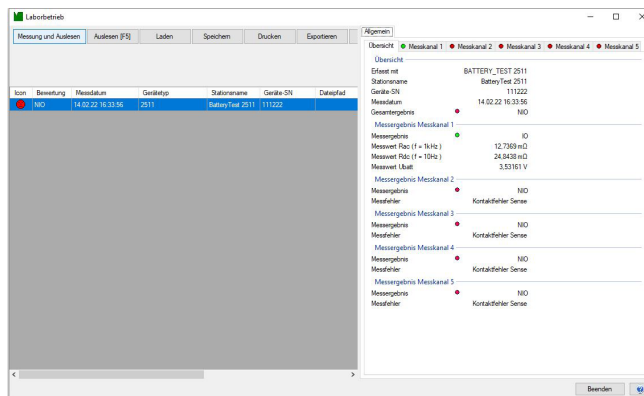 Laborbetrieb
Messung und Auslesen Auslesen [F5] Laden Speichern Drucken Exportieren
Icon Bewertung Messdatum Gerätetyp Stationsname Geräte-SN Dateipfad
NIO 14.02.22 16:33:56 2511 BatteryTest 2511 111222
Allgemein
Übersicht Messkanal 1 Messkanal 2 Messkanal 3 Messkanal 4 Messkanal 5
Übersicht
Erfasst mit BATTERY_TEST 2511
Stationsname BatteryTest 2511
Geräte-SN 111222
Messdatum 14.02.22 16:33:56
Gesamtergebnis NIO
Messergebnis Messkanal 1
Messergebnis IO
Messwert Rac (f = 1kHz ) 12,7369 mΩ
Messwert Rdc (f = 10Hz ) 24,8438 mΩ
Messwert Ubatt 3,53161 V
Messergebnis Messkanal 2
Messergebnis NIO
Messfehler Kontaktfehler Sense
Messergebnis Messkanal 3
Messergebnis NIO
Messfehler Kontaktfehler Sense
Messergebnis Messkanal 4
Messergebnis NIO
Messfehler Kontaktfehler Sense
Messergebnis Messkanal 5
Messergebnis NIO
Messfehler Kontaktfehler Sense
Beenden